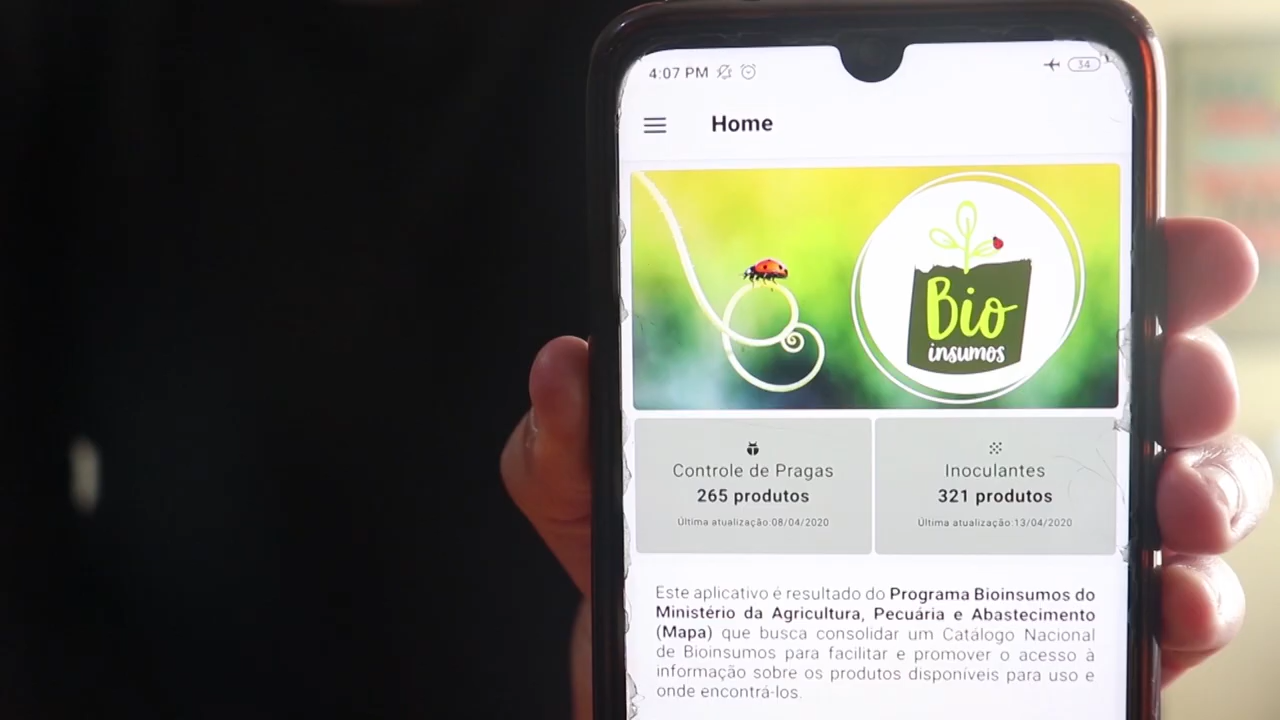 4:07 PM
34
Home
Bio
insumos
Controle de Pragas
265 produtos
Última atualização:08/04/2020
Inoculantes
321 produtos
Última atualização:13/04/2020
Este aplicativo é resultado do Programa Bioinsumos do
Ministério da Agricultura, Pecuária e Abastecimento
(Mapa) que busca consolidar um Catálogo Nacional
de Bioinsumos para facilitar e promover o acesso à
informação sobre os produtos disponíveis para uso e
onde encontrá-los.